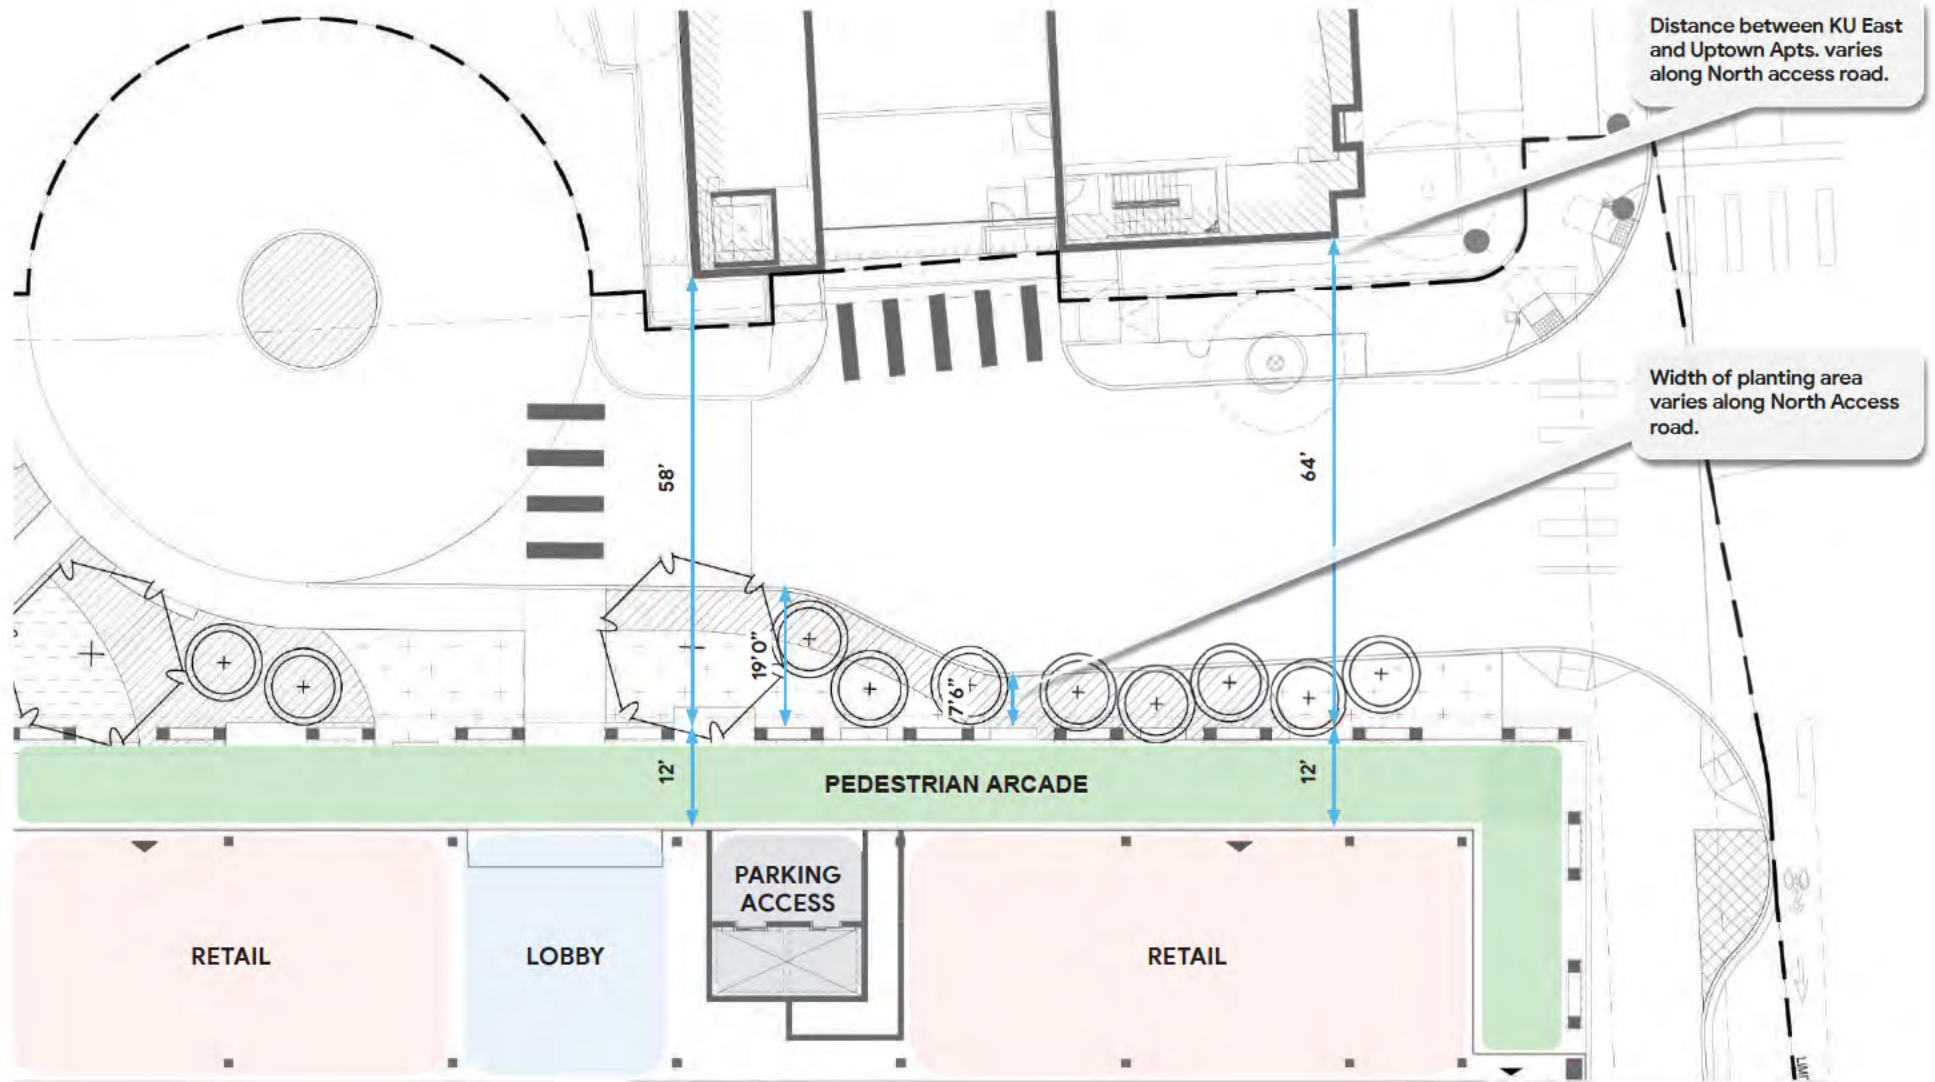 Distance between KU East
and Uptown Apts. varies
along North access road.
Width of planting area
varies along North Access
road.
58’
64’
19’ 0”
7’ 6”
12’
12’
PEDESTRIAN ARCADE
PARKING
ACCESS
RETAIL
LOBBY
RETAIL